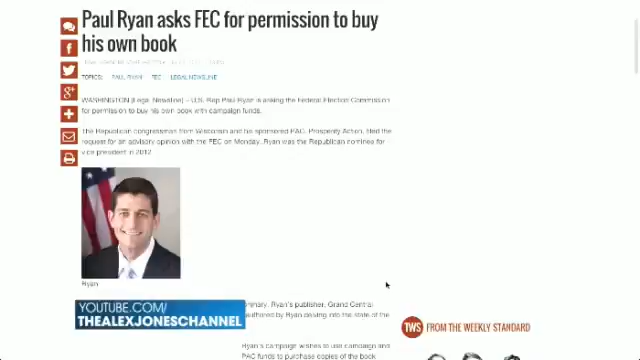 Paul Ryan asks FEC for permission to buy
his own book
TOPICS: PAUL RYAN FEC LEGAL NEWSLINE
WASHINGTON (Legal Newsline) – U.S. Rep Paul Ryan is asking the Federal Election Commission
for permission to buy his own book with campaign funds.
The Republican congressman from Wisconsin and his sponsored PAC, Prosperity Action, filed the
request for an advisory opinion with the FEC on Monday. Ryan was the Republican nominee for
vice president in 2012.
Ryan
YOUTUBE.COM/
THEALEXJONESCHANNEL
Ryan's publisher, Grand Central
authored by Ryan delving into the state of the
TWS FROM THE WEEKLY STANDARD
Ryan's campaign wishes to use campaign and
PAC funds to purchase copies of the book